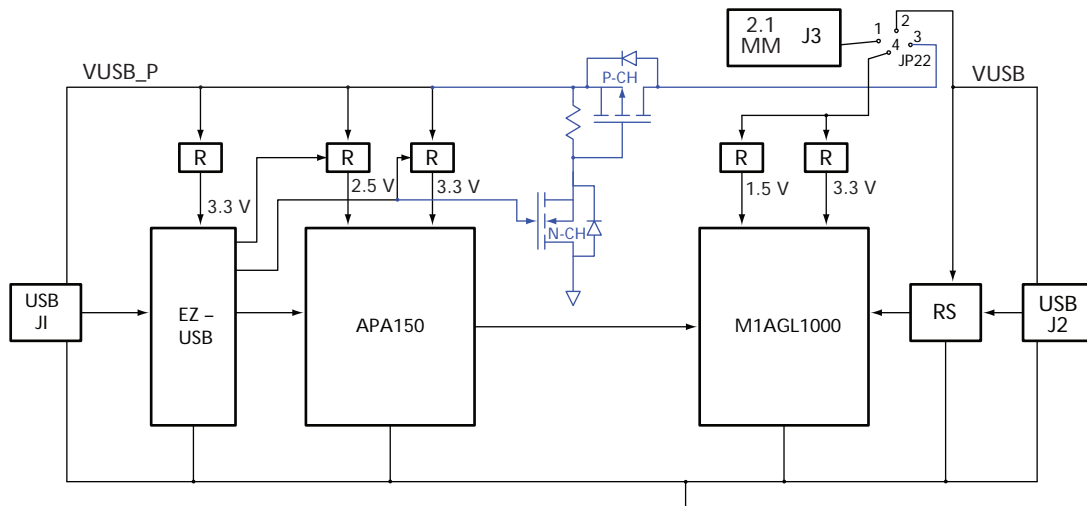 2.1
MM
J3
1
2
3
4
JP22
VUSB_P
VUSB
P-CH
R
R
R
R
R
3.3 V
2.5 V
3.3 V
1.5 V
3.3 V
N-CH
USB
JI
EZ –
USB
APA150
M1AGL1000
RS
USB
J2